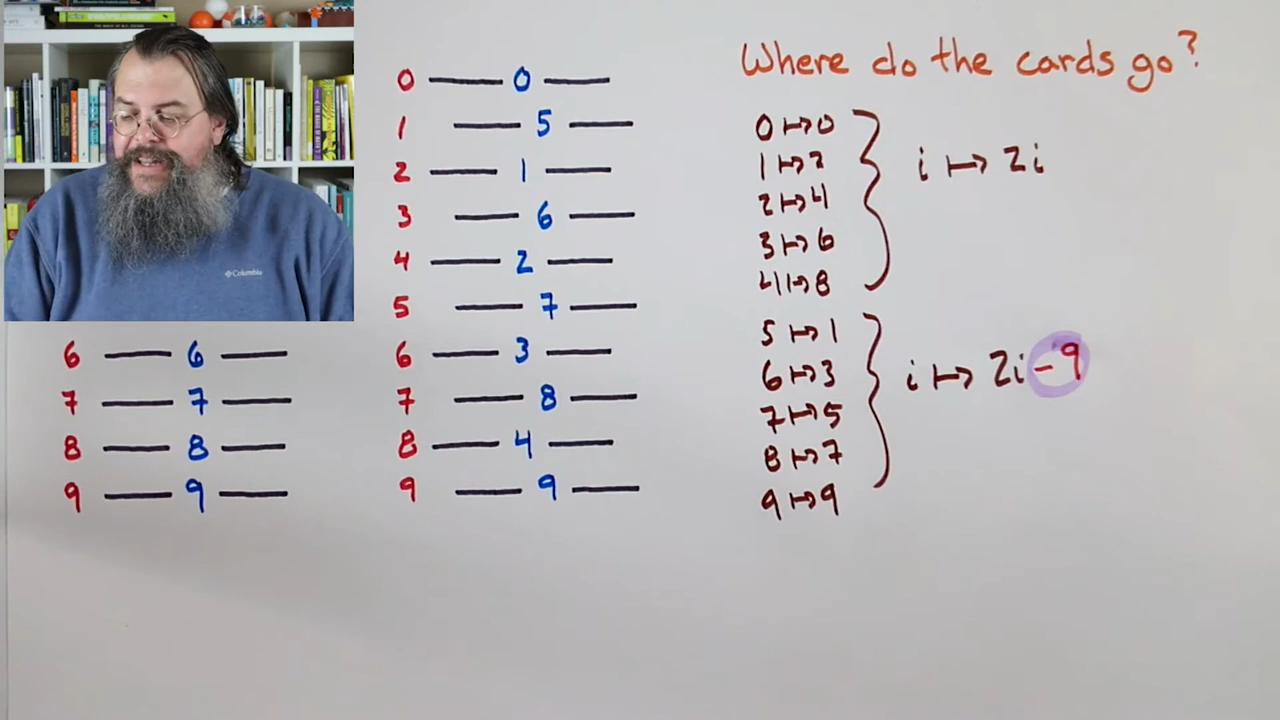 Where do the cards go?
0 — 0 —
1 — 5 —
2 — 1 —
3 — 6 —
4 — 2 —
5 — 7 —
6 — 3 —
7 — 8 —
8 — 4 —
9 — 9 —
6 — 6 —
7 — 7 —
8 — 8 —
9 — 9 —
0 ↦ 0
1 ↦ 2
2 ↦ 4
3 ↦ 6
4 ↦ 8
i ↦ 2i
5 ↦ 1
6 ↦ 3
7 ↦ 5
8 ↦ 7
9 ↦ 9
i ↦ 2i - 9
Columbia